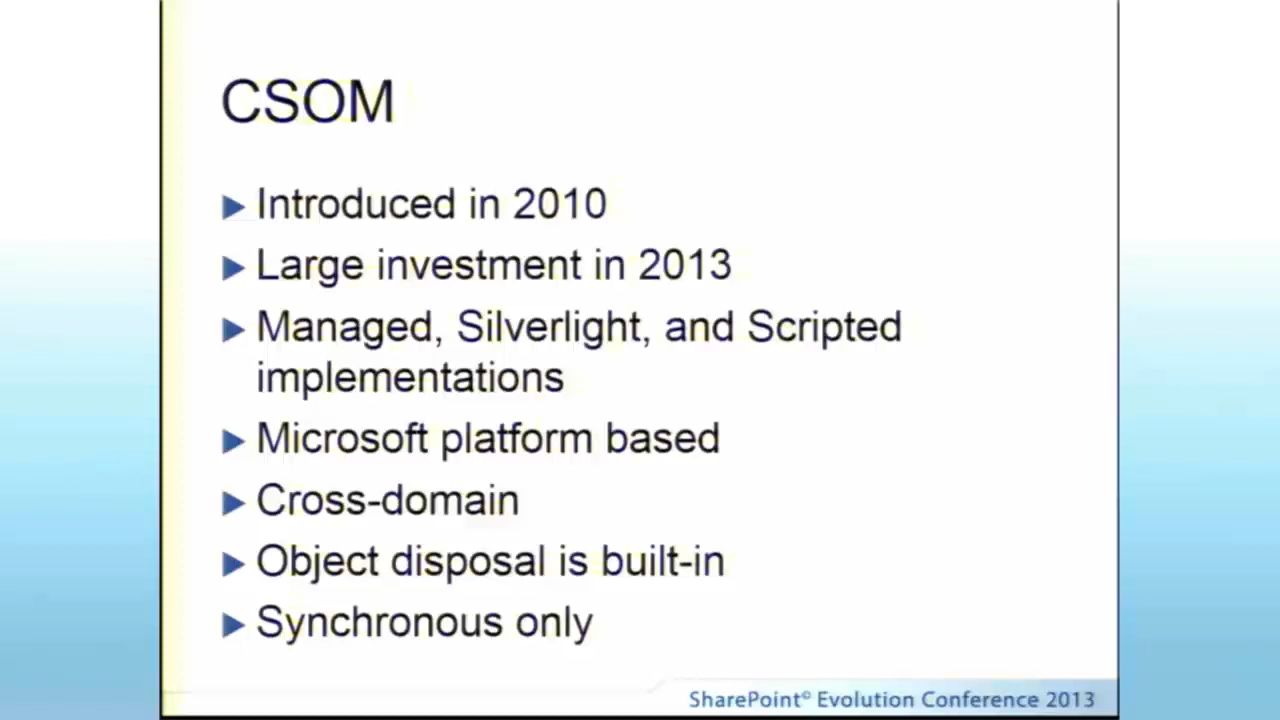 CSOM
Introduced in 2010
Large investment in 2013
Managed, Silverlight, and Scripted
implementations
Microsoft platform based
Cross-domain
Object disposal is built-in
Synchronous only
SharePoint© Evolution Conference 2013